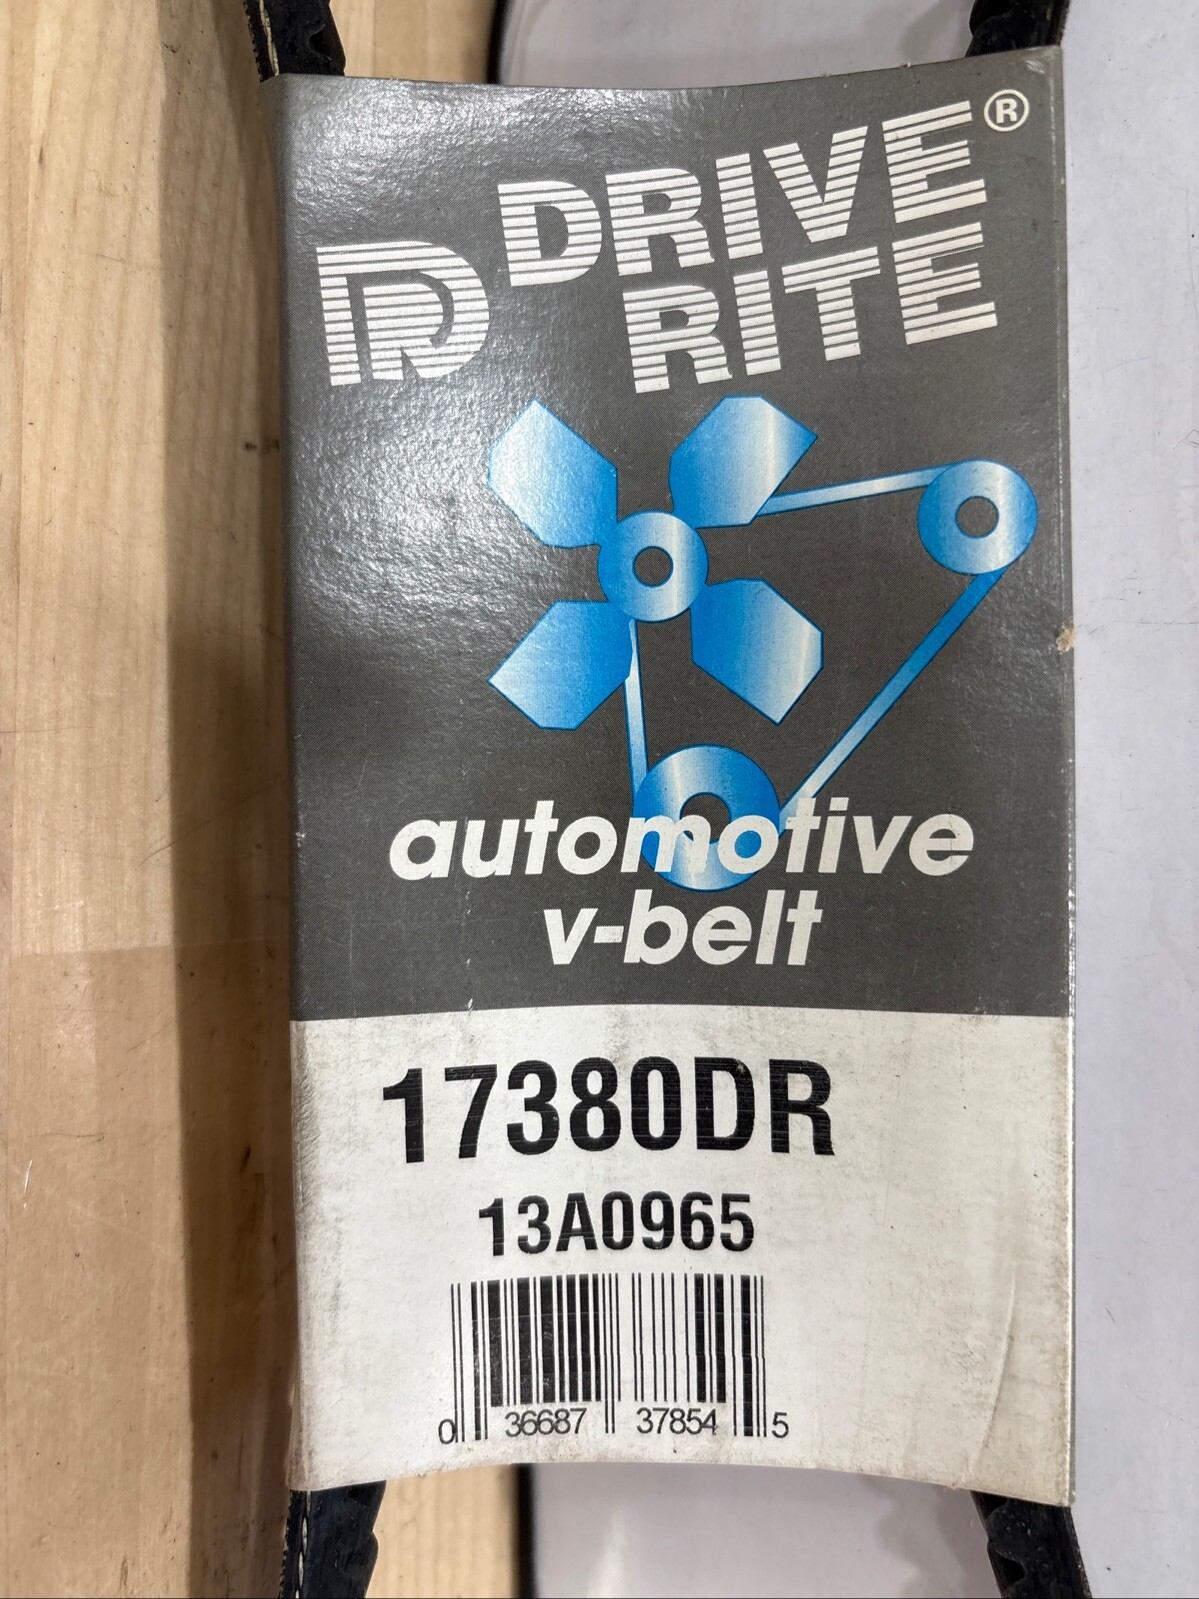 DRIVE®
DR RITE
automotive
v-belt
17380DR
13A0965
0 36687 37854 5